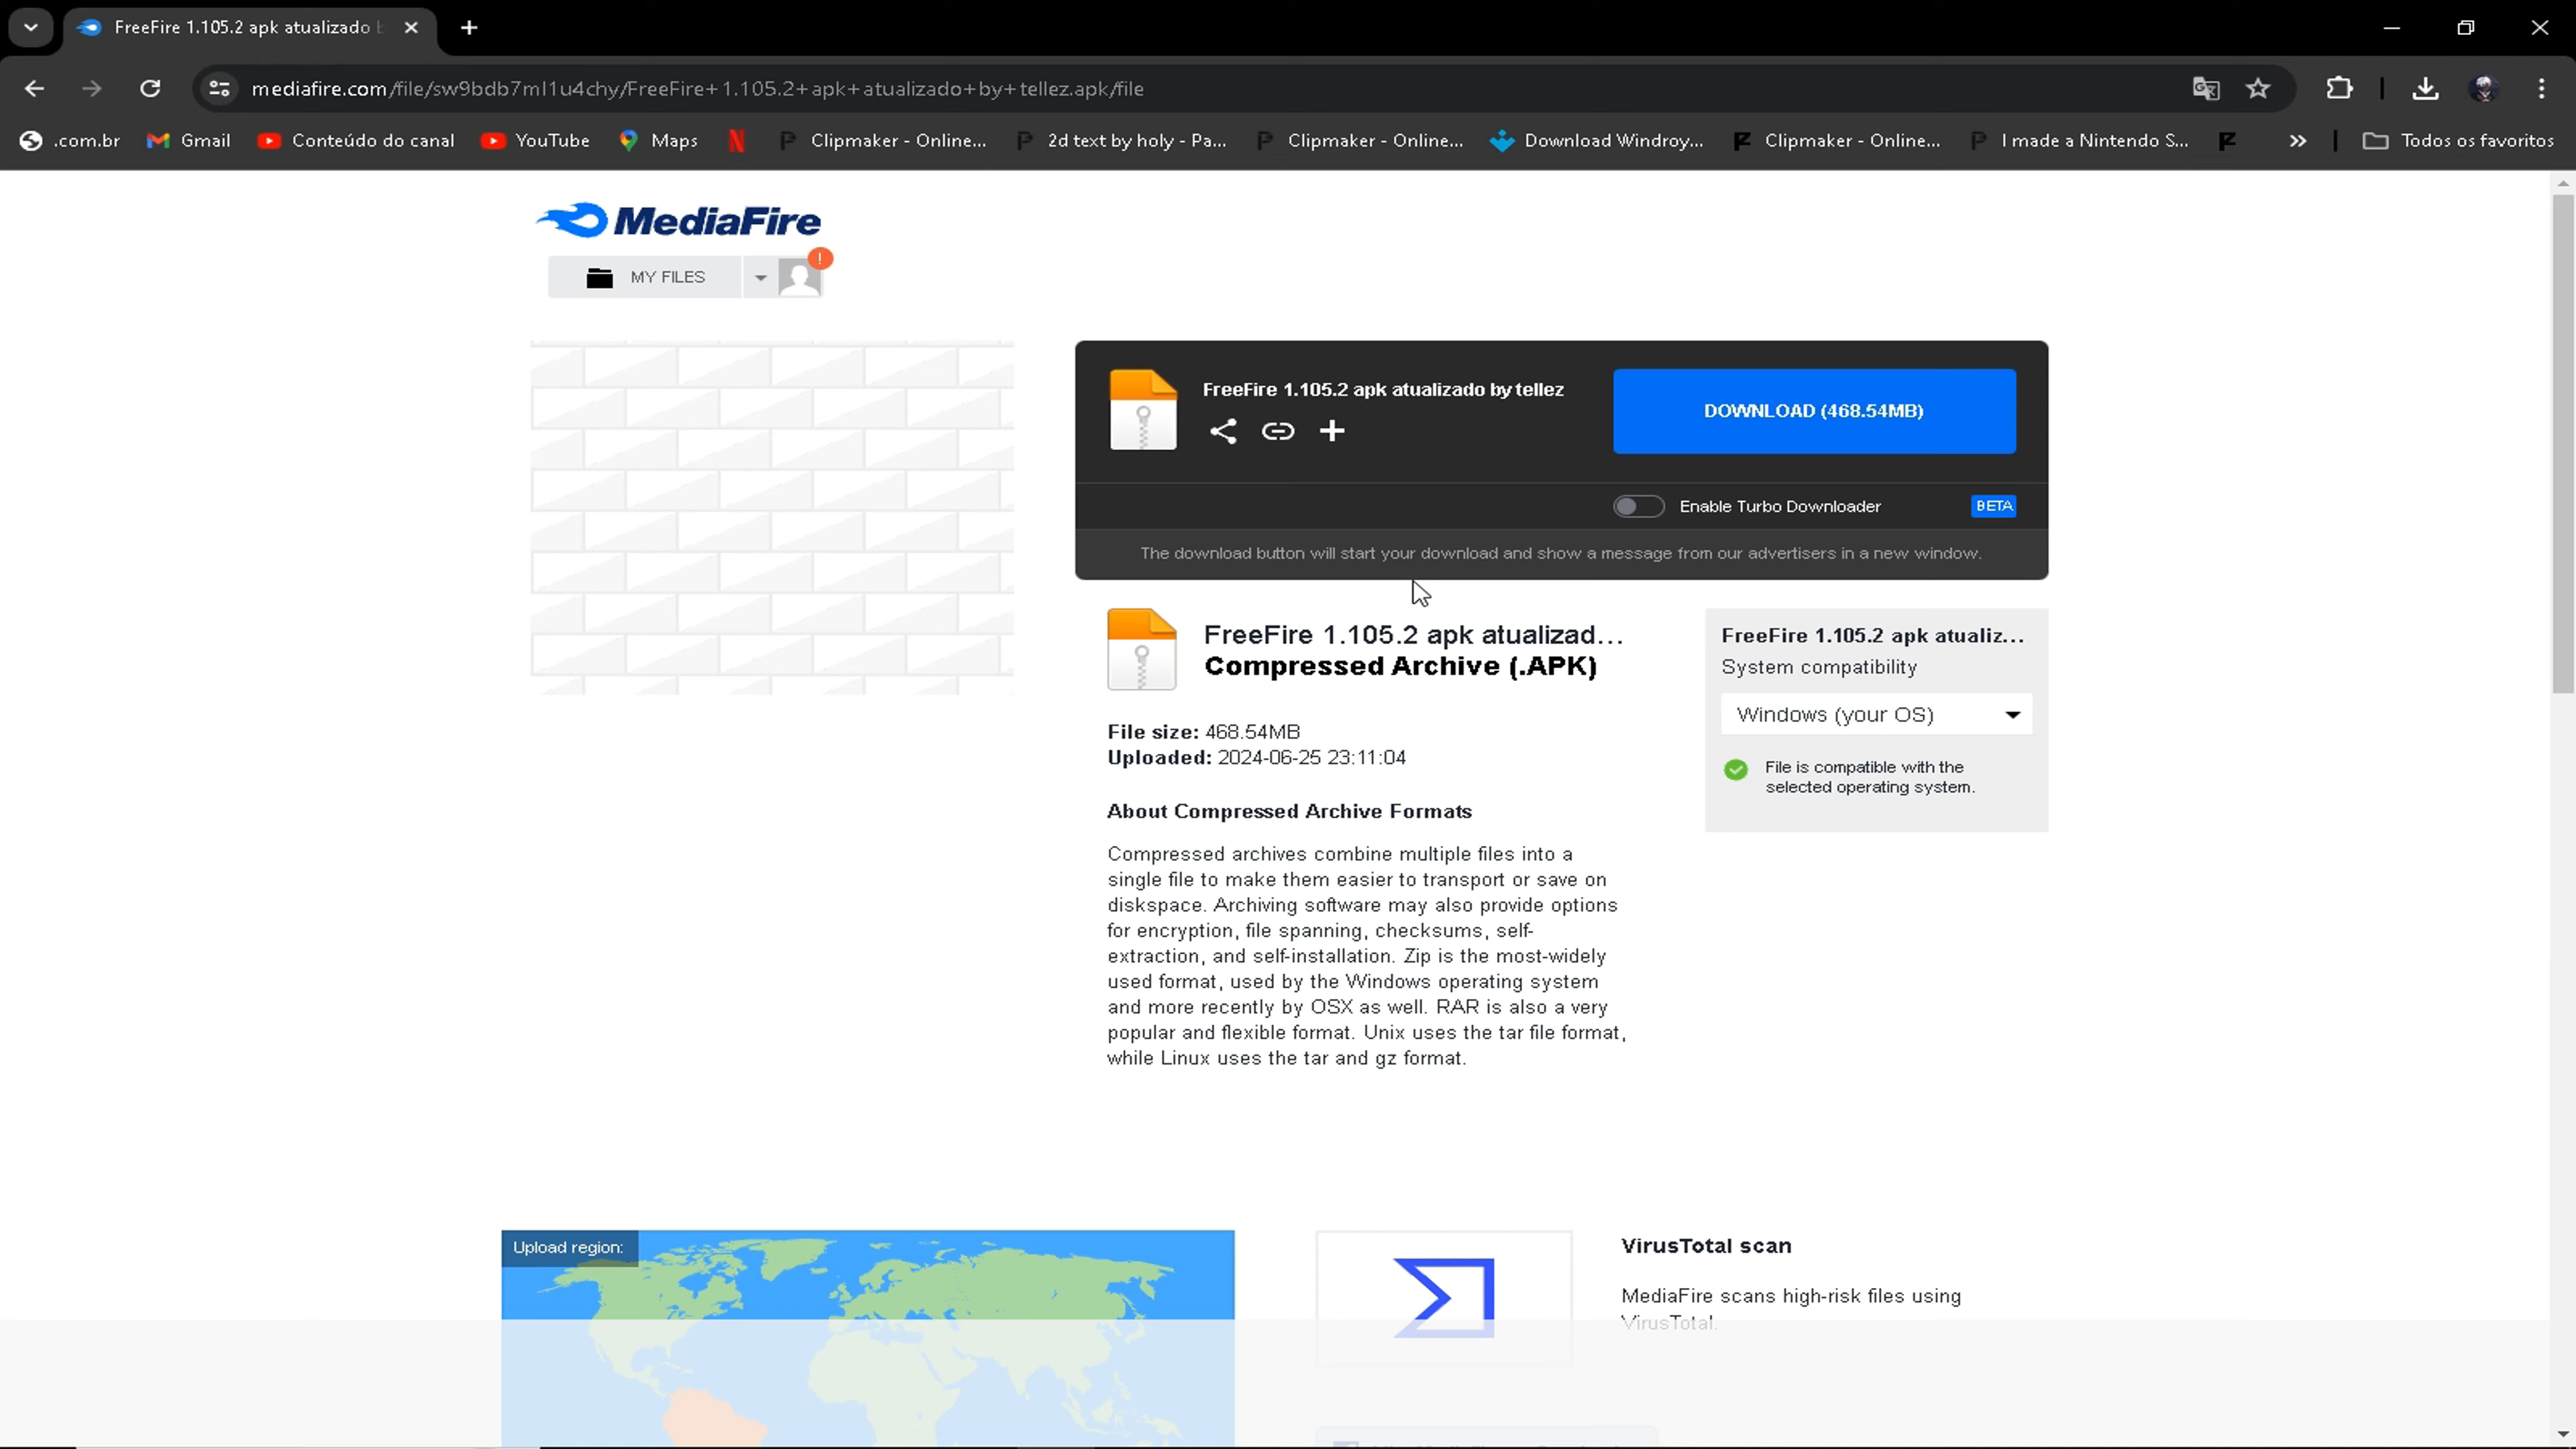 FreeFire 1.105.2 apk atualizado
mediafire.com/file/sw9bdb7ml1u4chy/FreeFire+1.105.2+apk+atualizado+by+tellez.apk/file
.com.br
Gmail
Conteúdo do canal
YouTube
Maps
Clipmaker - Online...
2d text by holy - Pa...
Clipmaker - Online...
Download Windroy...
Clipmaker - Online...
I made a Nintendo S...
Todos os favoritos
MediaFire
MY FILES
!
FreeFire 1.105.2 apk atualizado by tellez
DOWNLOAD (468.54MB)
Enable Turbo Downloader
BETA
The download button will start your download and show a message from our advertisers in a new window.
FreeFire 1.105.2 apk atualizad...
Compressed Archive (.APK)
File size: 468.54MB
Uploaded: 2024-06-25 23:11:04
About Compressed Archive Formats
Compressed archives combine multiple files into a
single file to make them easier to transport or save on
diskspace. Archiving software may also provide options
for encryption, file spanning, checksums, self-
extraction, and self-installation. Zip is the most-widely
used format, used by the Windows operating system
and more recently by OSX as well. RAR is also a very
popular and flexible format. Unix uses the tar file format,
while Linux uses the tar and gz format.
FreeFire 1.105.2 apk atualiz...
System compatibility
Windows (your OS)
File is compatible with the
selected operating system.
Upload region:
VirusTotal scan
MediaFire scans high-risk files using
VirusTotal.